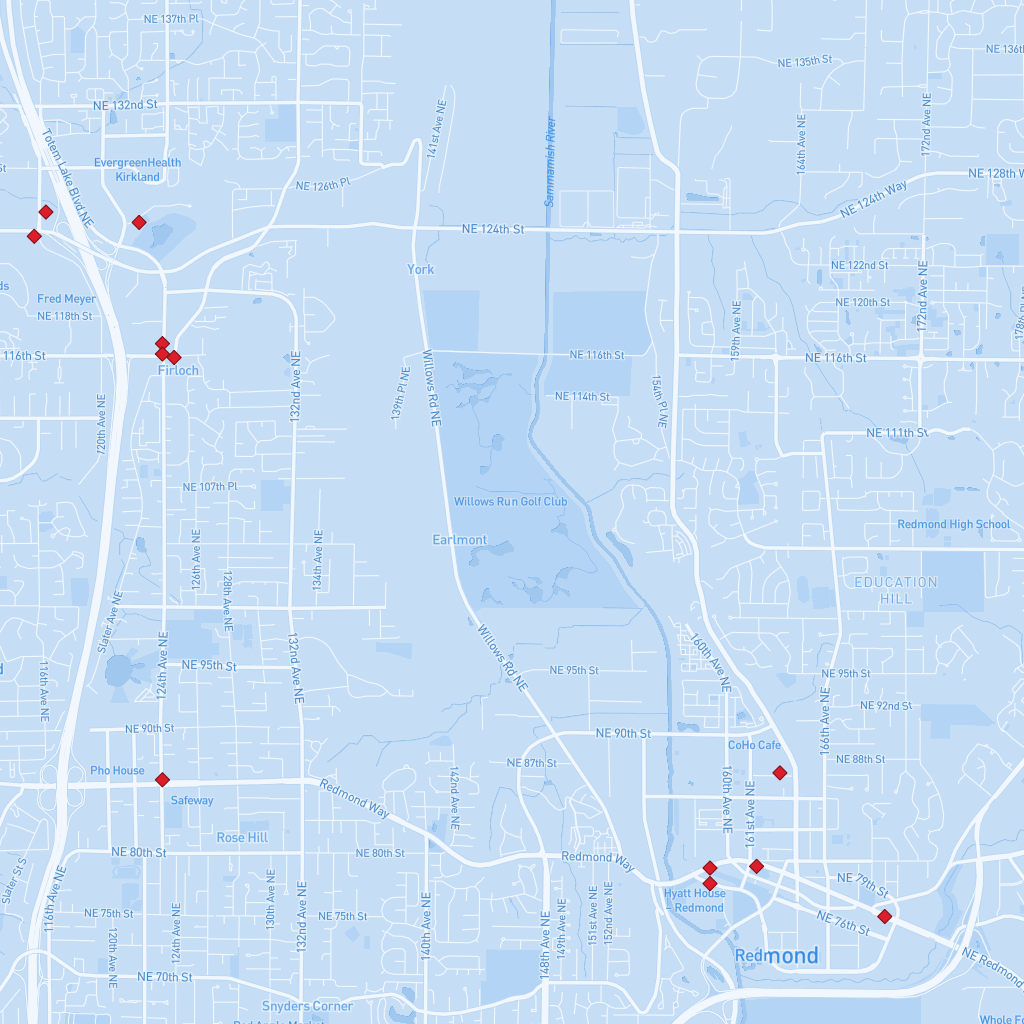 NE 137th Pl
NE 136th
NE 135th St
NE 132nd St
141st Ave NE
164th Ave NE
172nd Ave NE
Totem Lake Blvd NE
EvergreenHealth
Kirkland
Sammamish River
NE 128th W
NE 126th Pl
NE 124th Way
NE 124th St
NE 122nd St
York
172nd Ave NE
Fred Meyer
NE 118th St
NE 120th St
178th Pl NE
159th Ave NE
116th St
NE 116th St
NE 116th St
Firloch
132nd Ave NE
Willows Rd NE
139th Pl NE
NE 114th St
154th Pl NE
120th Ave NE
NE 111th St
NE 107th Pl
Willows Run Golf Club
Redmond High School
Earlmont
126th Ave NE
134th Ave NE
128th Ave NE
EDUCATION
HILL
Slater Ave NE
124th Ave NE
132nd Ave NE
Willows Rd NE
160th Ave NE
116th Ave NE
NE 95th St
NE 95th St
NE 95th St
166th Ave NE
NE 92nd St
NE 90th St
NE 90th St
CoHo Cafe
NE 88th St
NE 87th St
Pho House
Safeway
Redmond Way
142nd Ave NE
160th Ave NE
161st Ave NE
Rose Hill
NE 80th St
NE 80th St
Redmond Way
Slater St S
116th Ave NE
NE 79th St
Hyatt House
- Redmond
NE 75th St
NE 75th St
NE 76th St
120th Ave NE
124th Ave NE
130th Ave NE
132nd Ave NE
140th Ave NE
148th Ave NE
149th Ave NE
151st Ave NE
152nd Ave NE
Redmond
NE Redmond
NE 70th St
Snyders Corner
Red Apple Market
Whole Fo